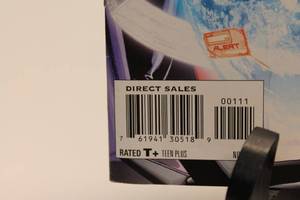 ALERT
DIRECT SALES
00111
7 61941 30518 9
RATED T+ TEEN PLUS